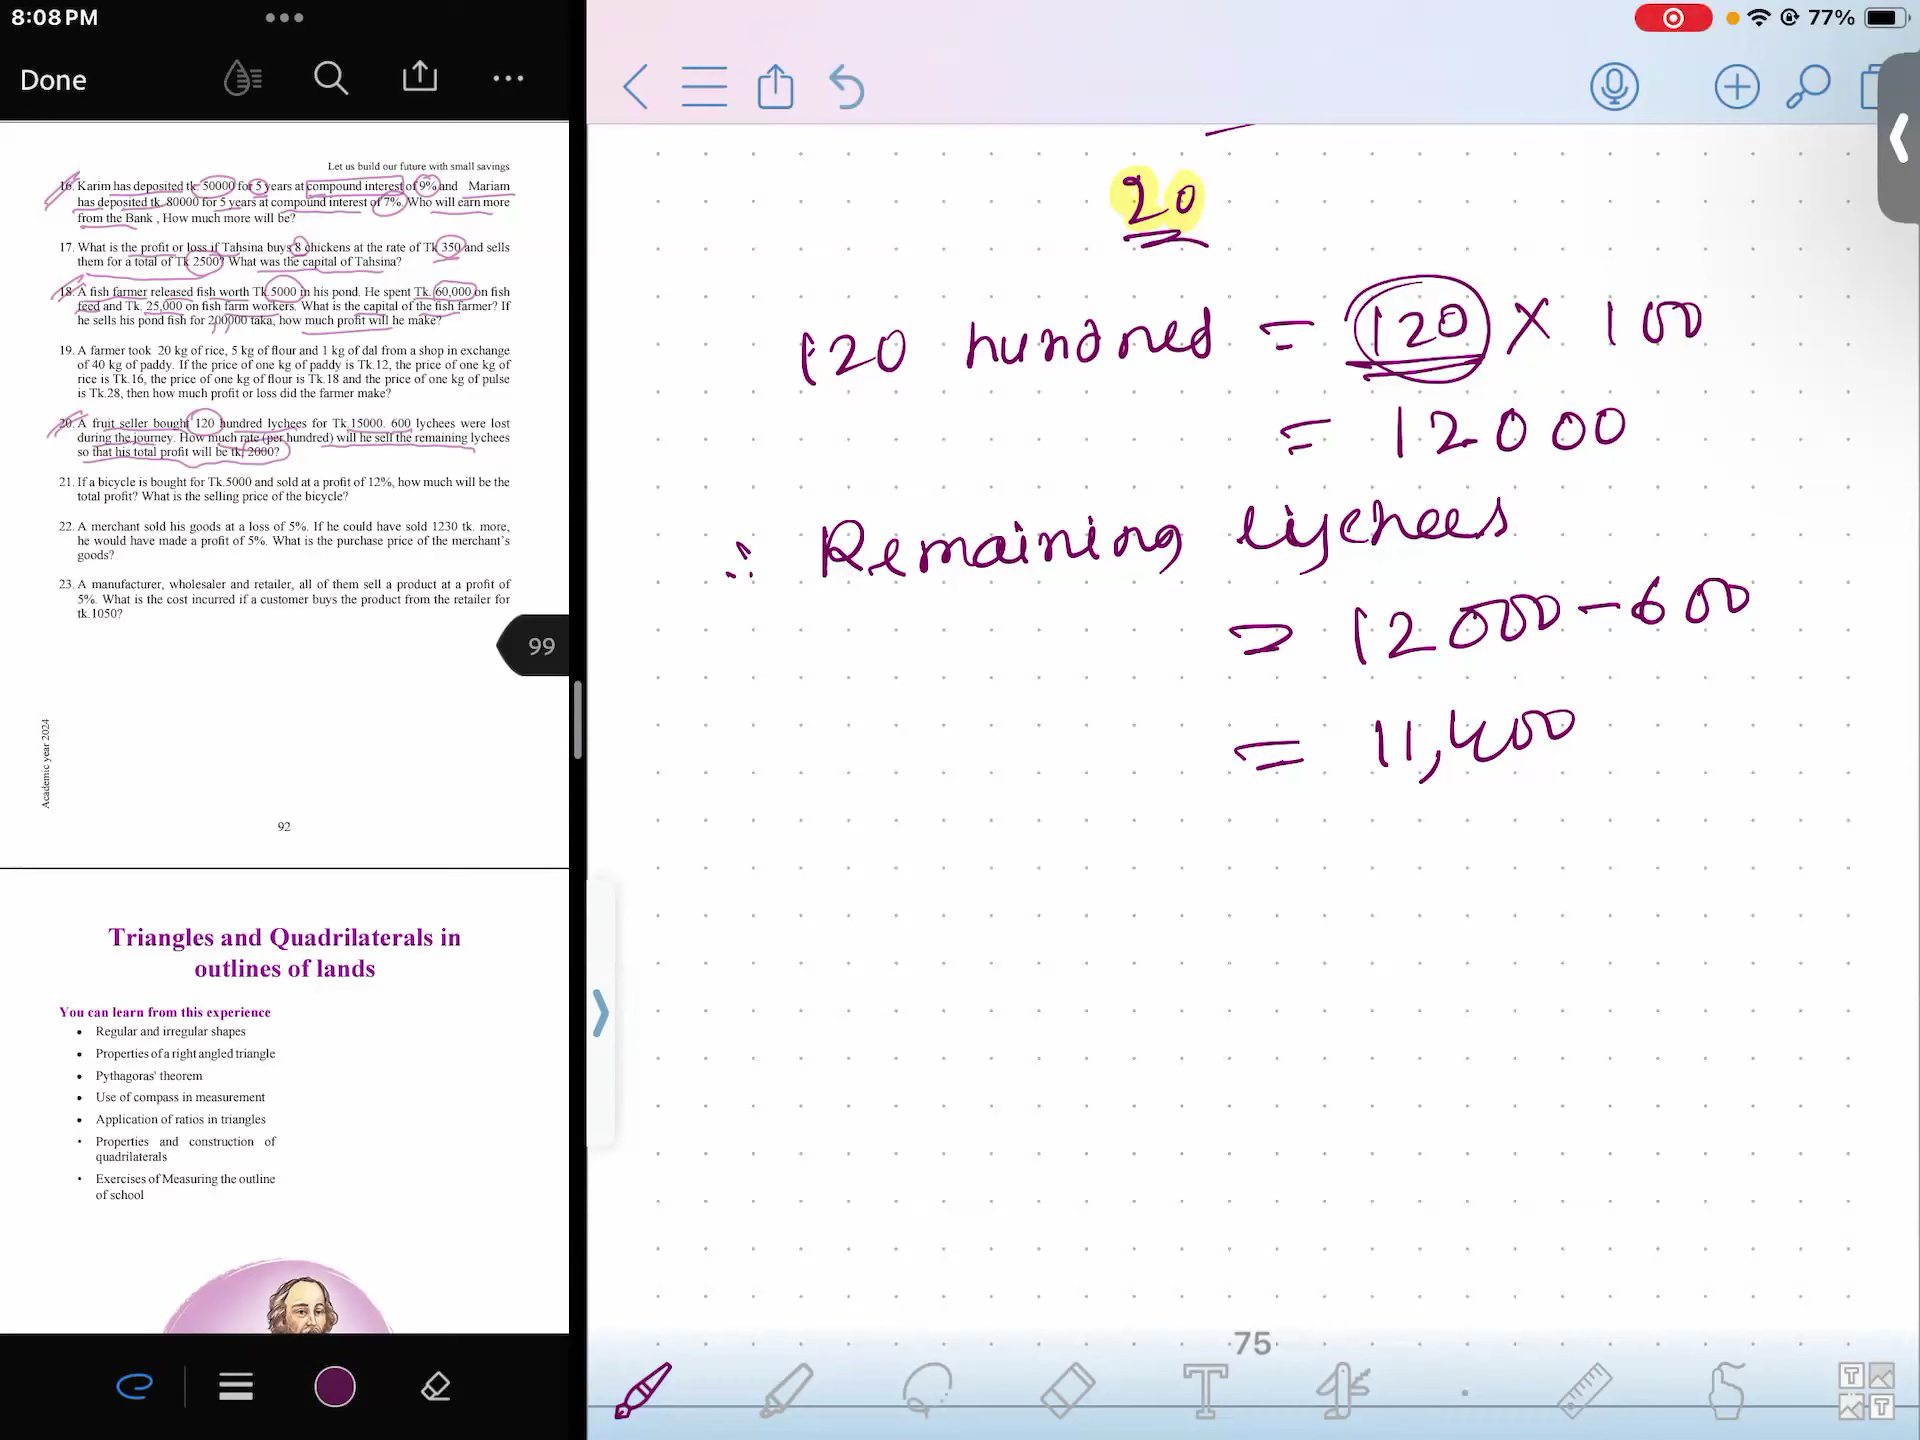 8:08 PM
77%
Done
Let us build our future with small savings
16. Karim has deposited tk. 50000 for 5 years at compound interest of 9% and Mariam
has deposited tk. 80000 for 5 years at compound interest of 7%. Who will earn more
from the Bank , How much more will be?
17. What is the profit or loss if Tahsina buys 8 chickens at the rate of Tk 350 and sells
them for a total of Tk 2500? What was the capital of Tahsina?
18. A fish farmer released fish worth Tk.5000 in his pond. He spent Tk. 60,000 on fish
feed and Tk. 25,000 on fish farm workers. What is the capital of the fish farmer? If
he sells his pond fish for 200000 taka, how much profit will he make?
19. A farmer took 20 kg of rice, 5 kg of flour and 1 kg of dal from a shop in exchange
of 40 kg of paddy. If the price of one kg of paddy is Tk.12, the price of one kg of
rice is Tk.16, the price of one kg of flour is Tk.18 and the price of one kg of pulse
is Tk.28, then how much profit or loss did the farmer make?
20. A fruit seller bought 120 hundred lychees for Tk.15000. 600 lychees were lost
during the journey. How much rate (per hundred) will he sell the remaining lychees
so that his total profit will be tk. 2000?
21. If a bicycle is bought for Tk.5000 and sold at a profit of 12%, how much will be the
total profit? What is the selling price of the bicycle?
22. A merchant sold his goods at a loss of 5%. If he could have sold 1230 tk. more,
he would have made a profit of 5%. What is the purchase price of the merchant's
goods?
23. A manufacturer, wholesaler and retailer, all of them sell a product at a profit of
5%. What is the cost incurred if a customer buys the product from the retailer for
tk.1050?
99
Academic year 2024
92
Triangles and Quadrilaterals in
outlines of lands
You can learn from this experience
• Regular and irregular shapes
• Properties of a right angled triangle
• Pythagoras' theorem
• Use of compass in measurement
• Application of ratios in triangles
• Properties and construction of
quadrilaterals
• Exercises of Measuring the outline
of school
20
120 hundred = 120 × 100
= 12000
∴ Remaining lychees
= 12000 - 600
= 11,400
75